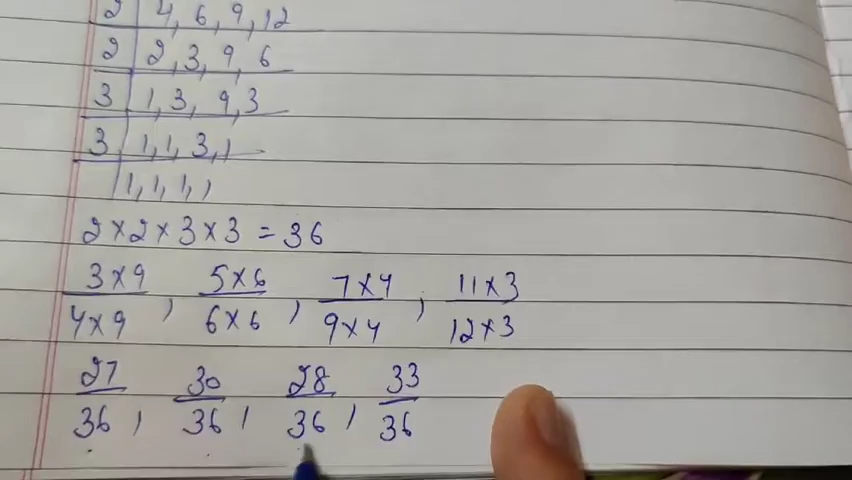 2 | 4, 6, 9, 12
2 | 2, 3, 9, 6
3 | 1, 3, 9, 3
3 | 1, 1, 3, 1
| 1, 1, 1, 1
2 × 2 × 3 × 3 = 36
3×9/4×9 , 5×6/6×6 , 7×4/9×4 , 11×3/12×3
27/36 , 30/36 , 28/36 , 33/36